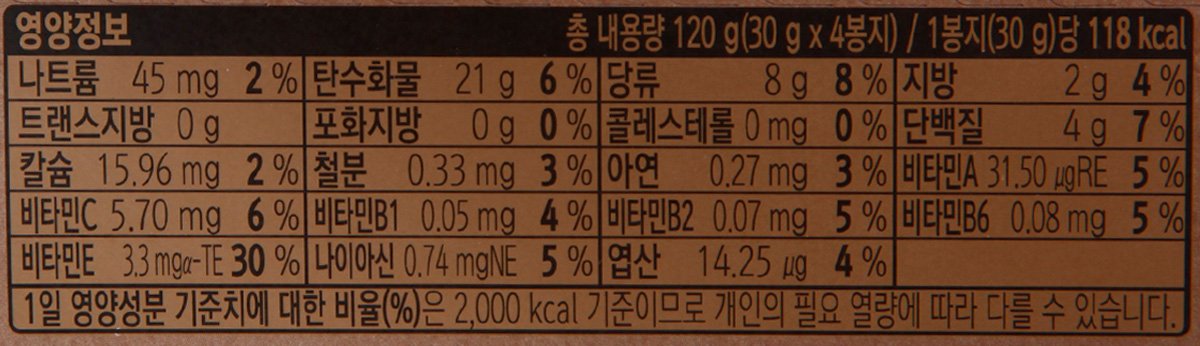 영양정보 총 내용량 120 g(30 g x 4봉지) / 1봉지(30 g)당 118 kcal
나트륨 45 mg 2 % 탄수화물 21 g 6 % 당류 8 g 8 % 지방 2 g 4 %
트랜스지방 0 g 포화지방 0 g 0 % 콜레스테롤 0 mg 0 % 단백질 4 g 7 %
칼슘 15.96 mg 2 % 철분 0.33 mg 3 % 아연 0.27 mg 3 % 비타민A 31.50 μgRE 5 %
비타민C 5.70 mg 6 % 비타민B1 0.05 mg 4 % 비타민B2 0.07 mg 5 % 비타민B6 0.08 mg 5 %
비타민E 3.3 mgα-TE 30 % 나이아신 0.74 mgNE 5 % 엽산 14.25 μg 4 %
1일 영양성분 기준치에 대한 비율(%)은 2,000 kcal 기준이므로 개인의 필요 열량에 따라 다를 수 있습니다.